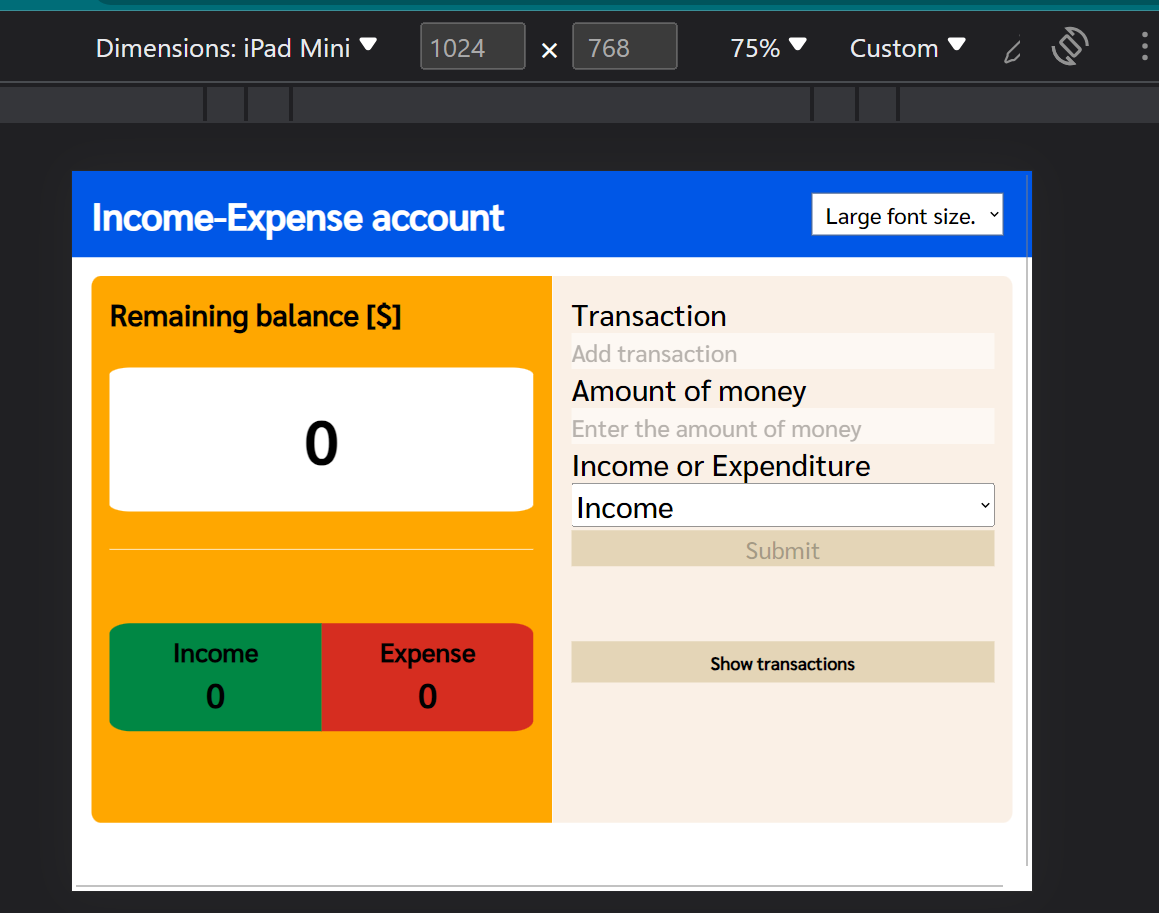 Dimensions: iPad Mini 1024 × 768 75% Custom
Income-Expense account
Large font size.
Remaining balance [$]
0
Income
0
Expense
0
Transaction
Add transaction
Amount of money
Enter the amount of money
Income or Expenditure
Income
Submit
Show transactions